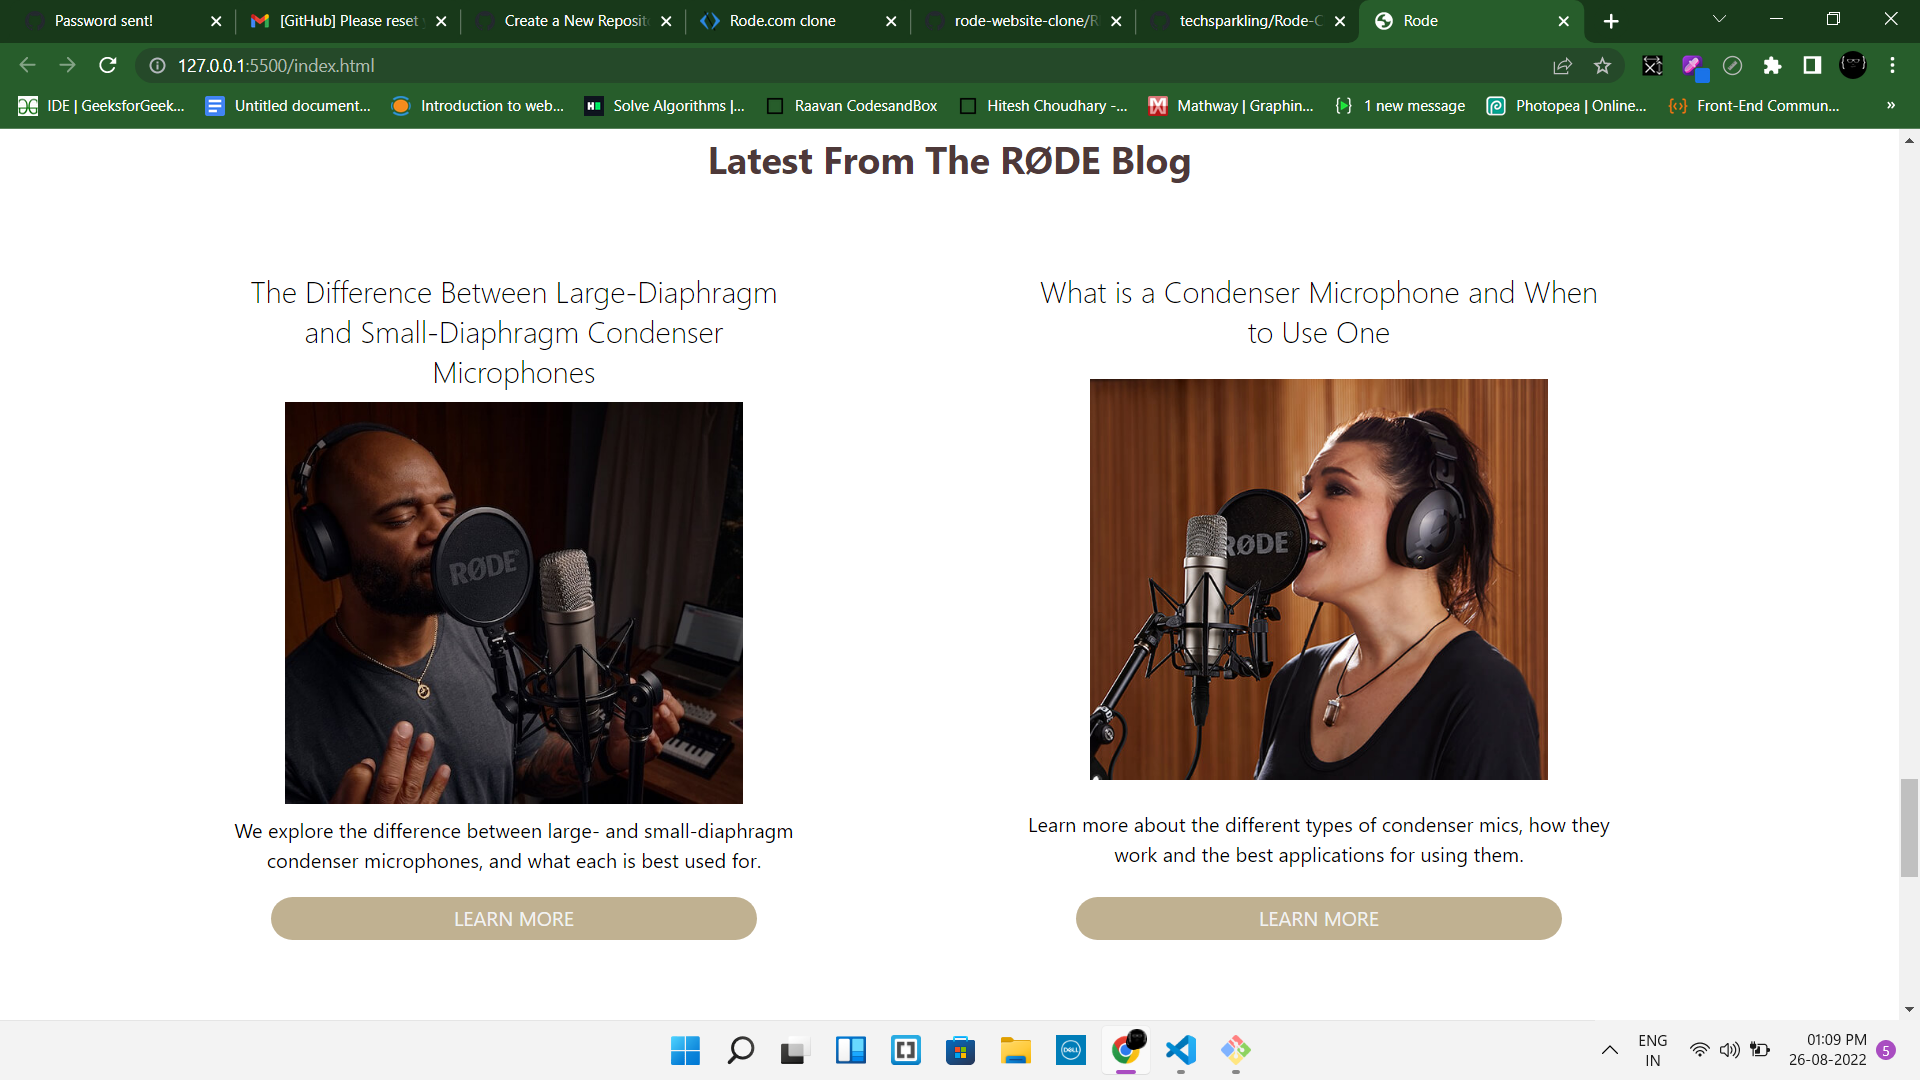 Password sent!
[GitHub] Please reset
Create a New Reposit
Rode.com clone
rode-website-clone/R
techsparkling/Rode-C
Rode
127.0.0.1:5500/index.html
IDE | GeeksforGeek...
Untitled document...
Introduction to web...
Solve Algorithms |...
Raavan CodesandBox
Hitesh Choudhary -...
Mathway | Graphin...
1 new message
Photopea | Online...
Front-End Commun...
»
Latest From The RØDE Blog
The Difference Between Large-Diaphragm
and Small-Diaphragm Condenser
Microphones
RØDE
We explore the difference between large- and small-diaphragm
condenser microphones, and what each is best used for.
LEARN MORE
What is a Condenser Microphone and When
to Use One
RØDE
Learn more about the different types of condenser mics, how they
work and the best applications for using them.
LEARN MORE
DELL
ENG
IN
01:09 PM
26-08-2022
5